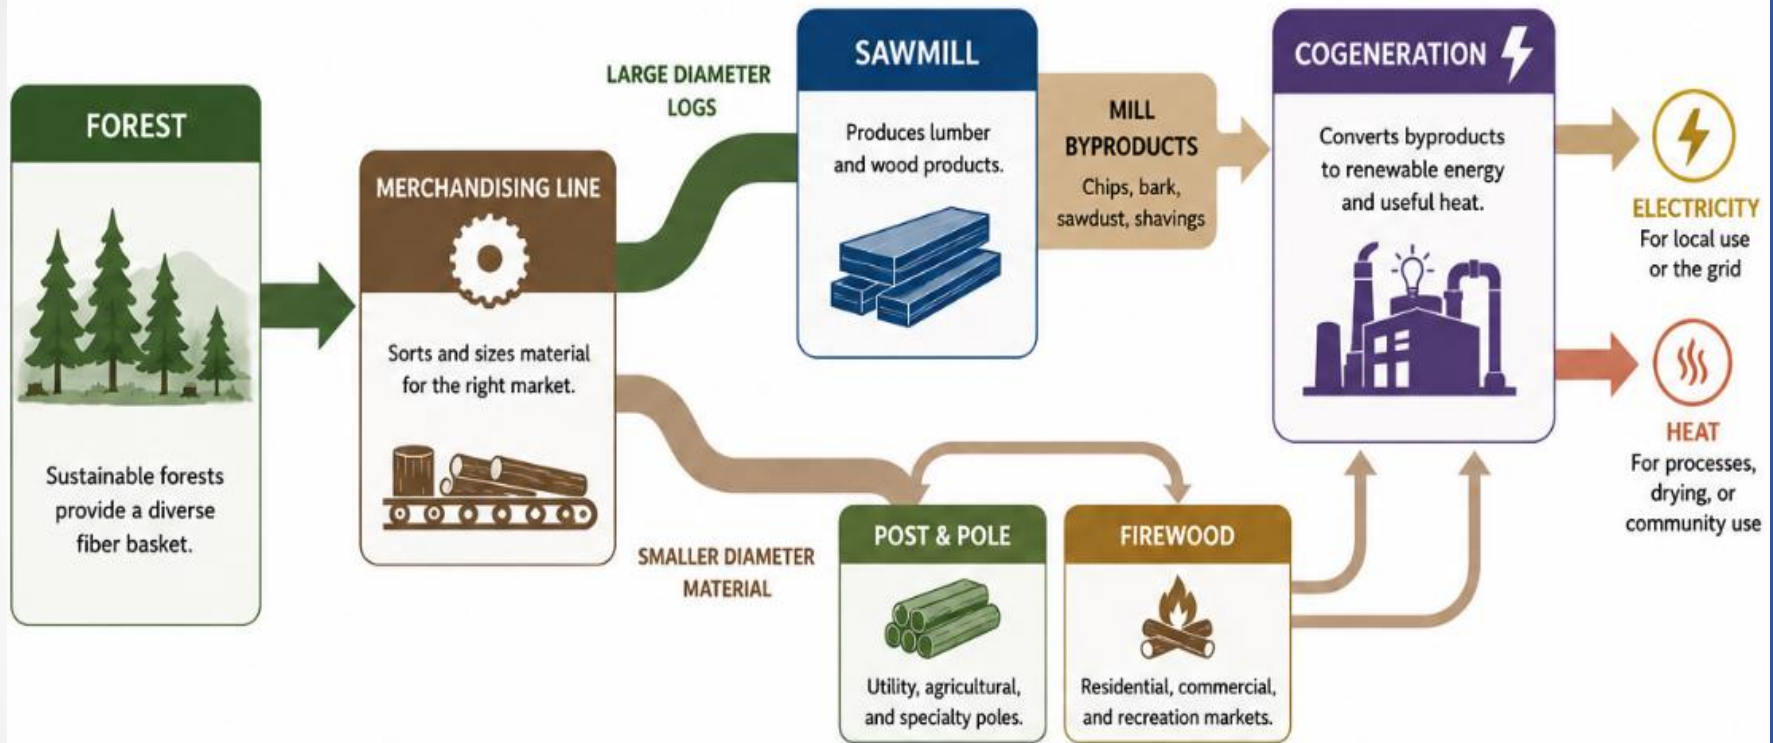 FOREST
Sustainable forests
provide a diverse
fiber basket.
MERCHANDISING LINE
Sorts and sizes material
for the right market.
LARGE DIAMETER
LOGS
SMALLER DIAMETER
MATERIAL
SAWMILL
Produces lumber
and wood products.
MILL
BYPRODUCTS
Chips, bark,
sawdust, shavings
POST & POLE
Utility, agricultural,
and specialty poles.
FIREWOOD
Residential, commercial,
and recreation markets.
COGENERATION
Converts byproducts
to renewable energy
and useful heat.
ELECTRICITY
For local use
or the grid
HEAT
For processes,
drying, or
community use